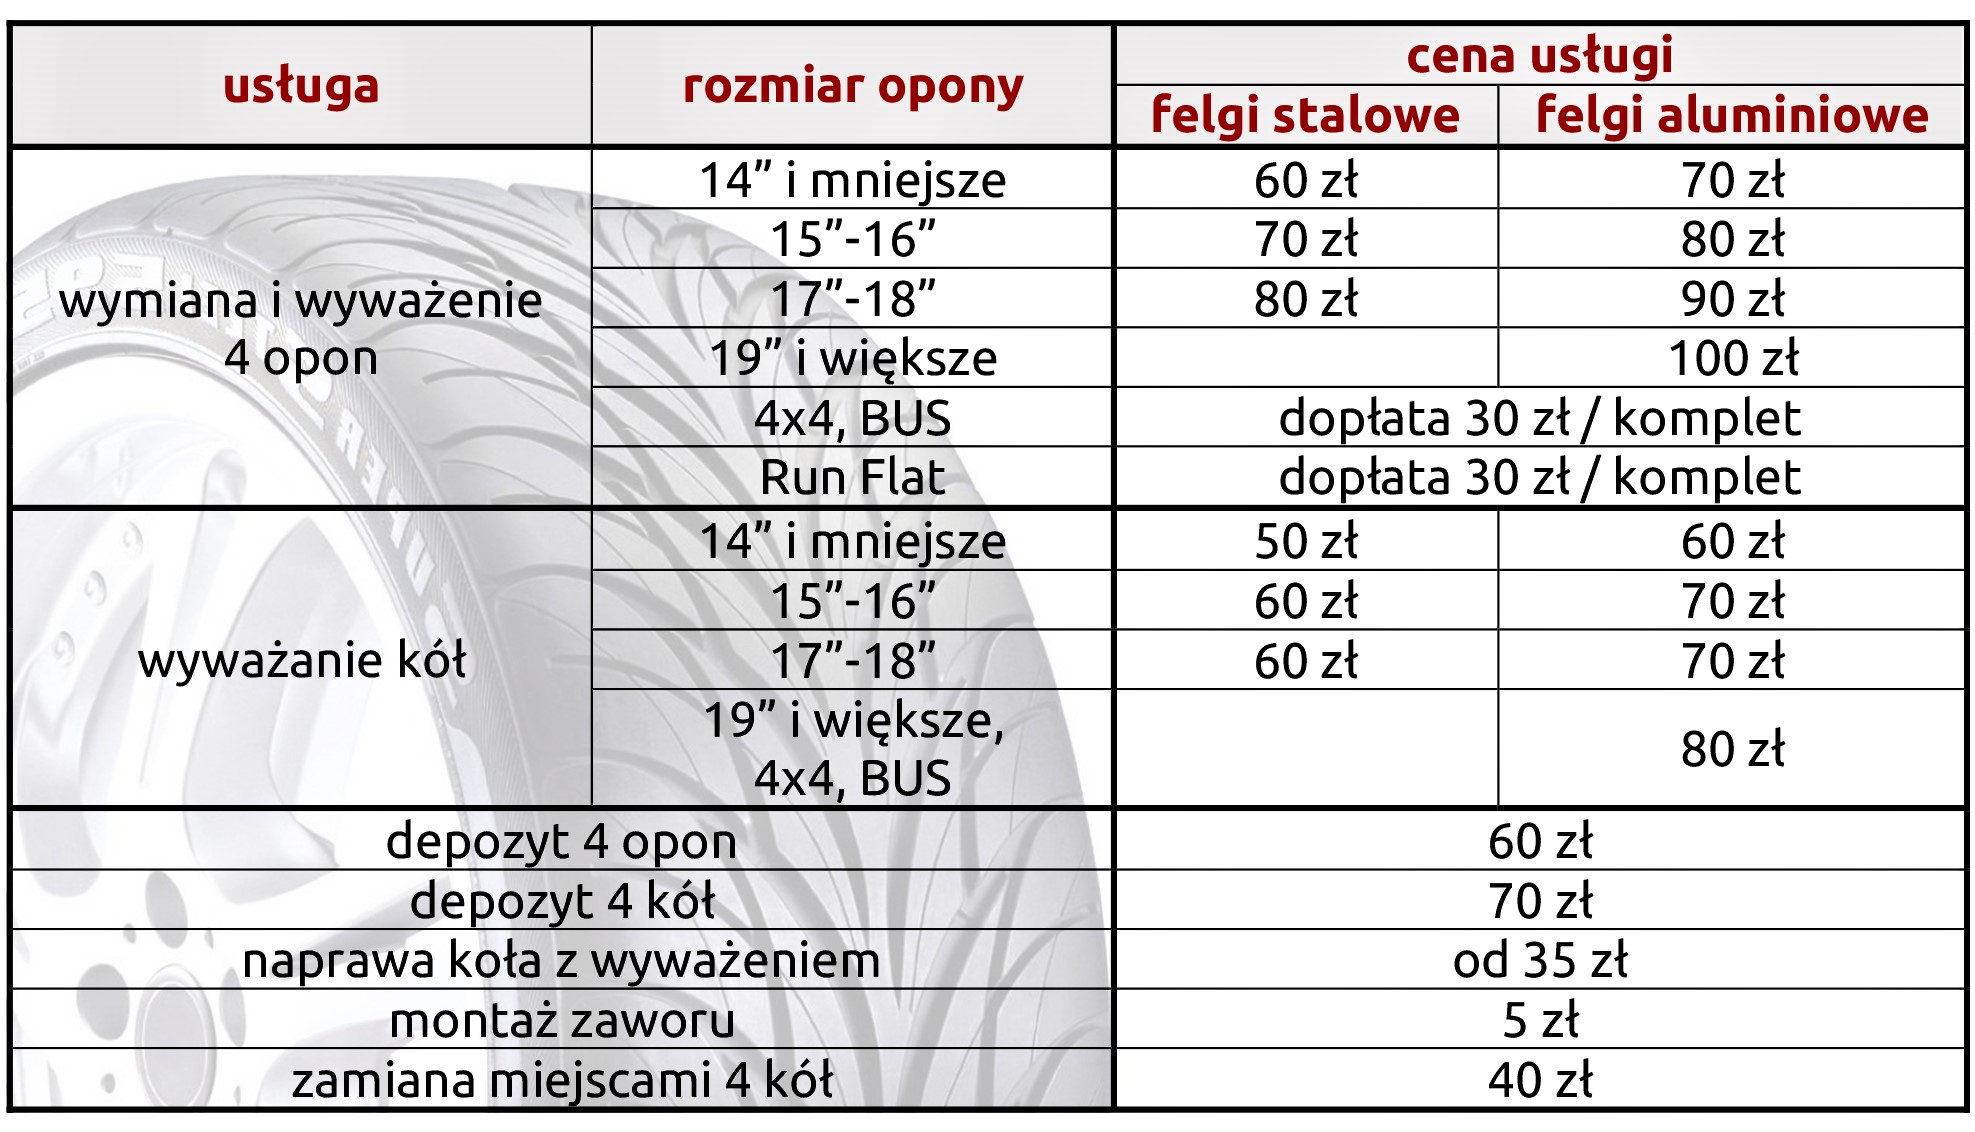 usługa rozmiar opony cena usługi
felgi stalowe felgi aluminiowe
wymiana i wyważenie
4 opon
14” i mniejsze 60 zł 70 zł
15”-16” 70 zł 80 zł
17”-18” 80 zł 90 zł
19” i większe 100 zł
4x4, BUS dopłata 30 zł / komplet
Run Flat dopłata 30 zł / komplet
wyważanie kół
14” i mniejsze 50 zł 60 zł
15”-16” 60 zł 70 zł
17”-18” 60 zł 70 zł
19” i większe,
4x4, BUS 80 zł
depozyt 4 opon 60 zł
depozyt 4 kół 70 zł
naprawa koła z wyważeniem od 35 zł
montaż zaworu 5 zł
zamiana miejscami 4 kół 40 zł